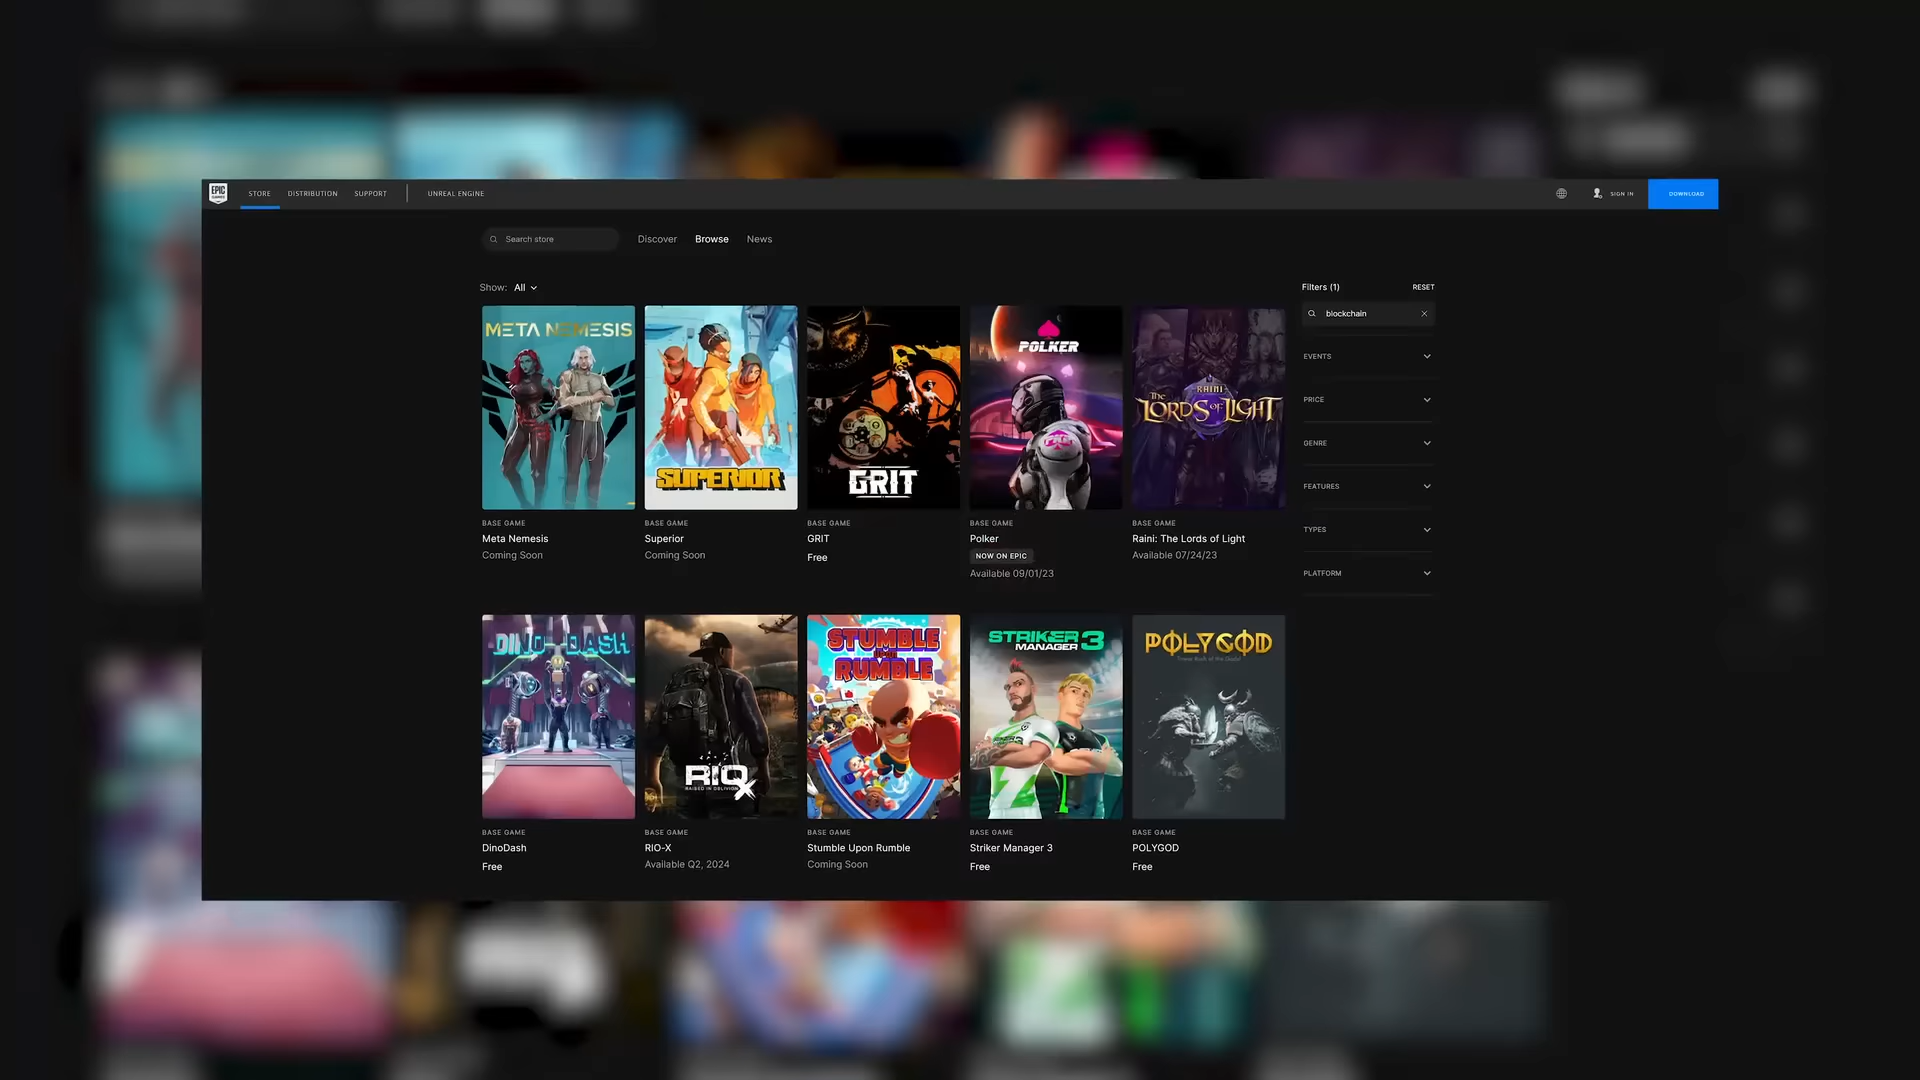 EPIC GAMES
STORE DISTRIBUTION SUPPORT UNREAL ENGINE SIGN IN DOWNLOAD
Search store Discover Browse News
Show: All Filters (1) RESET
blockchain
EVENTS
PRICE
GENRE
FEATURES
TYPES
PLATFORM
META NEMESIS
SUPERIOR
GRIT
POLKER
RAINI:
The LORDS OF LIGHT
BASE GAME BASE GAME BASE GAME BASE GAME BASE GAME
Meta Nemesis Superior GRIT Polker Raini: The Lords of Light
Coming Soon Coming Soon Free NOW ON EPIC Available 07/24/23
Available 09/01/23
DINO DASH
RIO X
RAISED IN OBLIVION
STUMBLE
UPON
RUMBLE
STRIKER 3
MANAGER
POLYGOD
BASE GAME BASE GAME BASE GAME BASE GAME BASE GAME
DinoDash RIO-X Stumble Upon Rumble Striker Manager 3 POLYGOD
Free Available Q2, 2024 Coming Soon Free Free